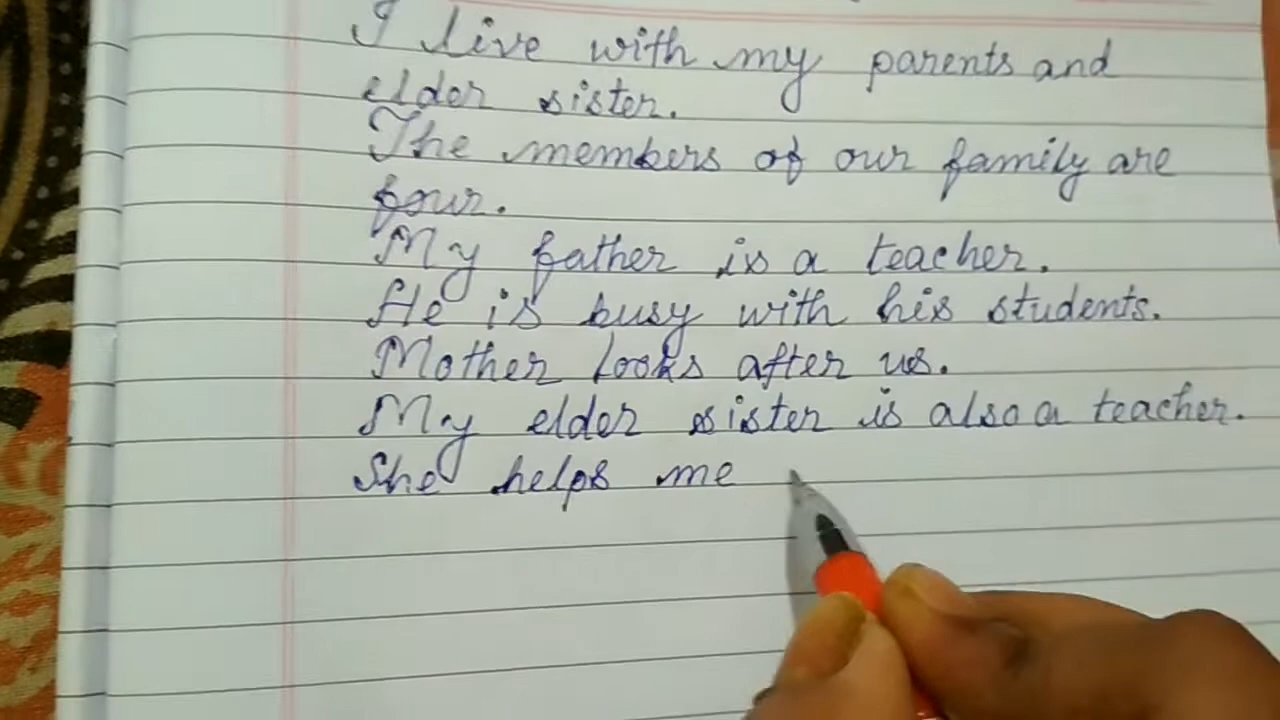 I live with my parents and
elder sister.
The members of our family are
four.
My father is a teacher.
He is busy with his students.
Mother looks after us.
My elder sister is also a teacher.
She helps me